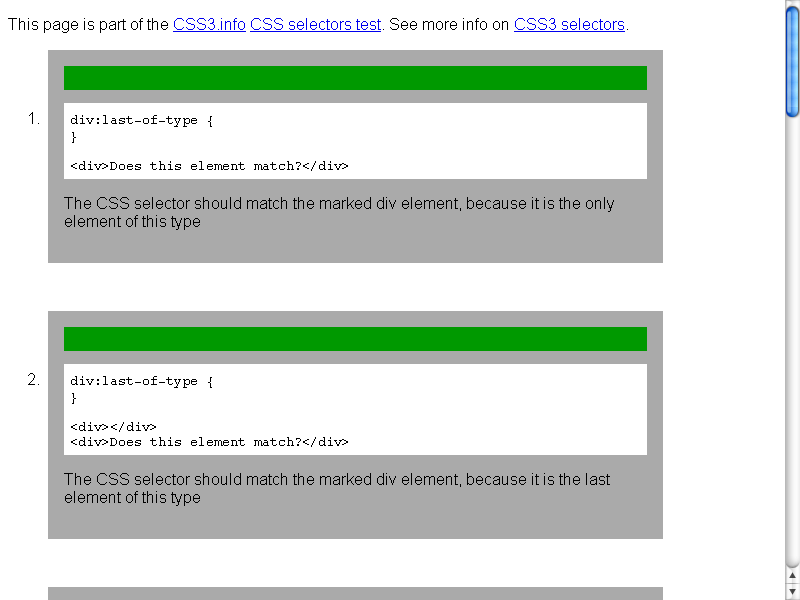 This page is part of the CSS3.info CSS selectors test. See more info on CSS3 selectors.
1.
div:last-of-type {
}
<div>Does this element match?</div>
The CSS selector should match the marked div element, because it is the only
element of this type
2.
div:last-of-type {
}
<div></div>
<div>Does this element match?</div>
The CSS selector should match the marked div element, because it is the last
element of this type